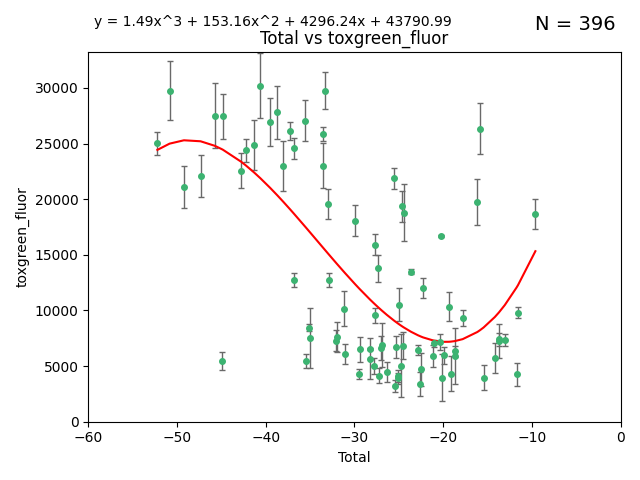 y = 1.49x^3 + 153.16x^2 + 4296.24x + 43790.99
N = 396
Total vs toxgreen_fluor
30000
25000
20000
15000
10000
5000
0
toxgreen_fluor
−60
−50
−40
−30
−20
−10
0
Total